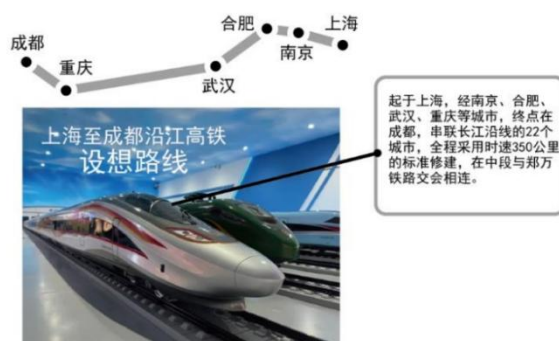 成都
重庆
武汉
合肥
南京
上海
上海至成都沿江高铁
设想路线
起于上海，经南京、合肥、
武汉、重庆等城市，终点在
成都，串联长江沿线的22个
城市，全程采用时速350公里
的标准修建，在中段与郑万
铁路交会相连。